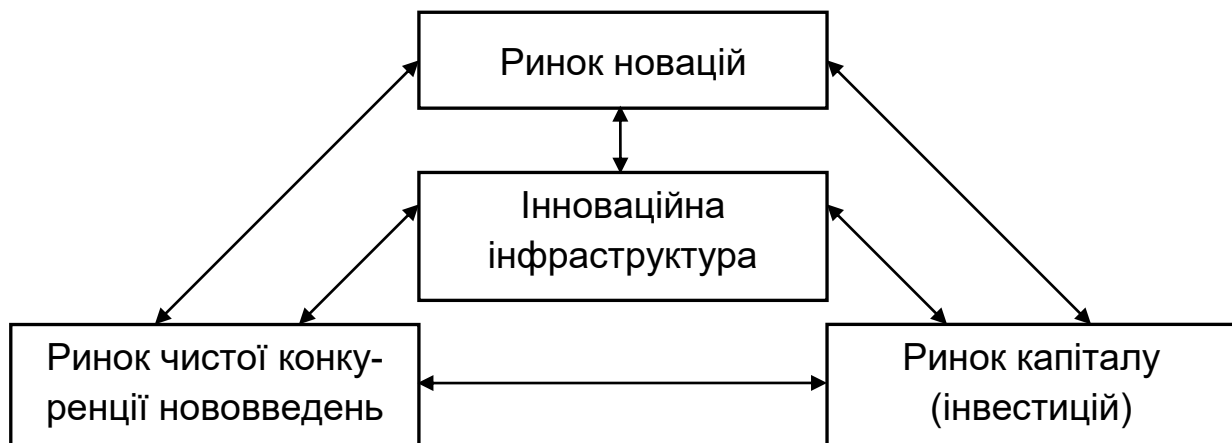 Ринок новацій
Інноваційна
інфраструктура
Ринок чистої конку-
ренції нововведень
Ринок капіталу
(інвестицій)